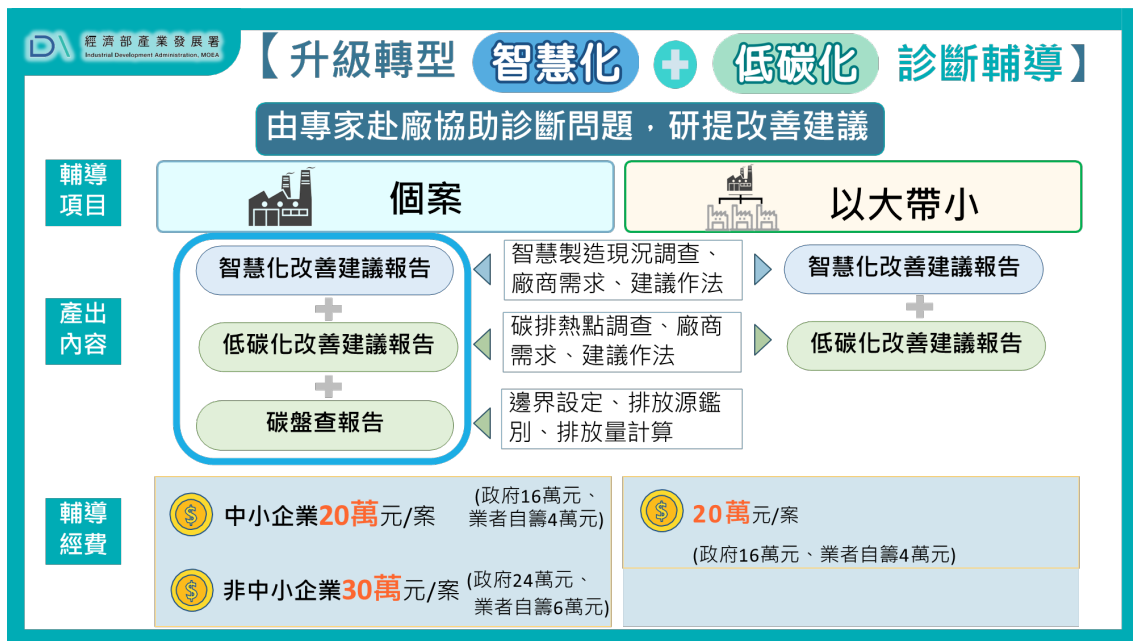 經濟部產業發展署
Industrial Development Administration, MOEA
【升級轉型 智慧化 + 低碳化 診斷輔導】
由專家赴廠協助診斷問題，研提改善建議
輔導
項目
個案
以大帶小
產出
內容
智慧化改善建議報告
+
低碳化改善建議報告
+
碳盤查報告
智慧製造現況調查、
廠商需求、建議作法
碳排熱點調查、廠商
需求、建議作法
邊界設定、排放源鑑
別、排放量計算
智慧化改善建議報告
+
低碳化改善建議報告
輔導
經費
$ 中小企業20萬元/案
(政府16萬元、
業者自籌4萬元)
$ 非中小企業30萬元/案
(政府24萬元、
業者自籌6萬元)
$ 20萬元/案
(政府16萬元、業者自籌4萬元)